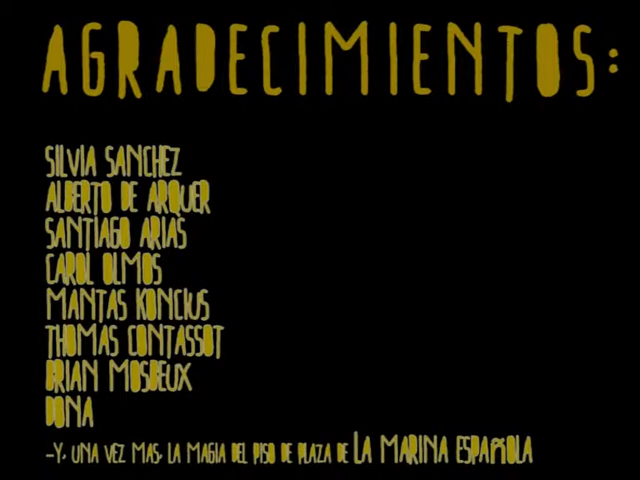 AGRADECIMIENTOS:
SILVIA SANCHEZ
ALBERTO DE ARQUER
SANTIAGO ARIAS
CAROL OLMOS
MANTAS KONCIUS
THOMAS CONTASSOT
BRIAN MOSBEUX
DONA
-Y, UNA VEZ MAS, LA MAGIA DEL PISO DE PLAZA DE LA MARINA ESPAÑOLA